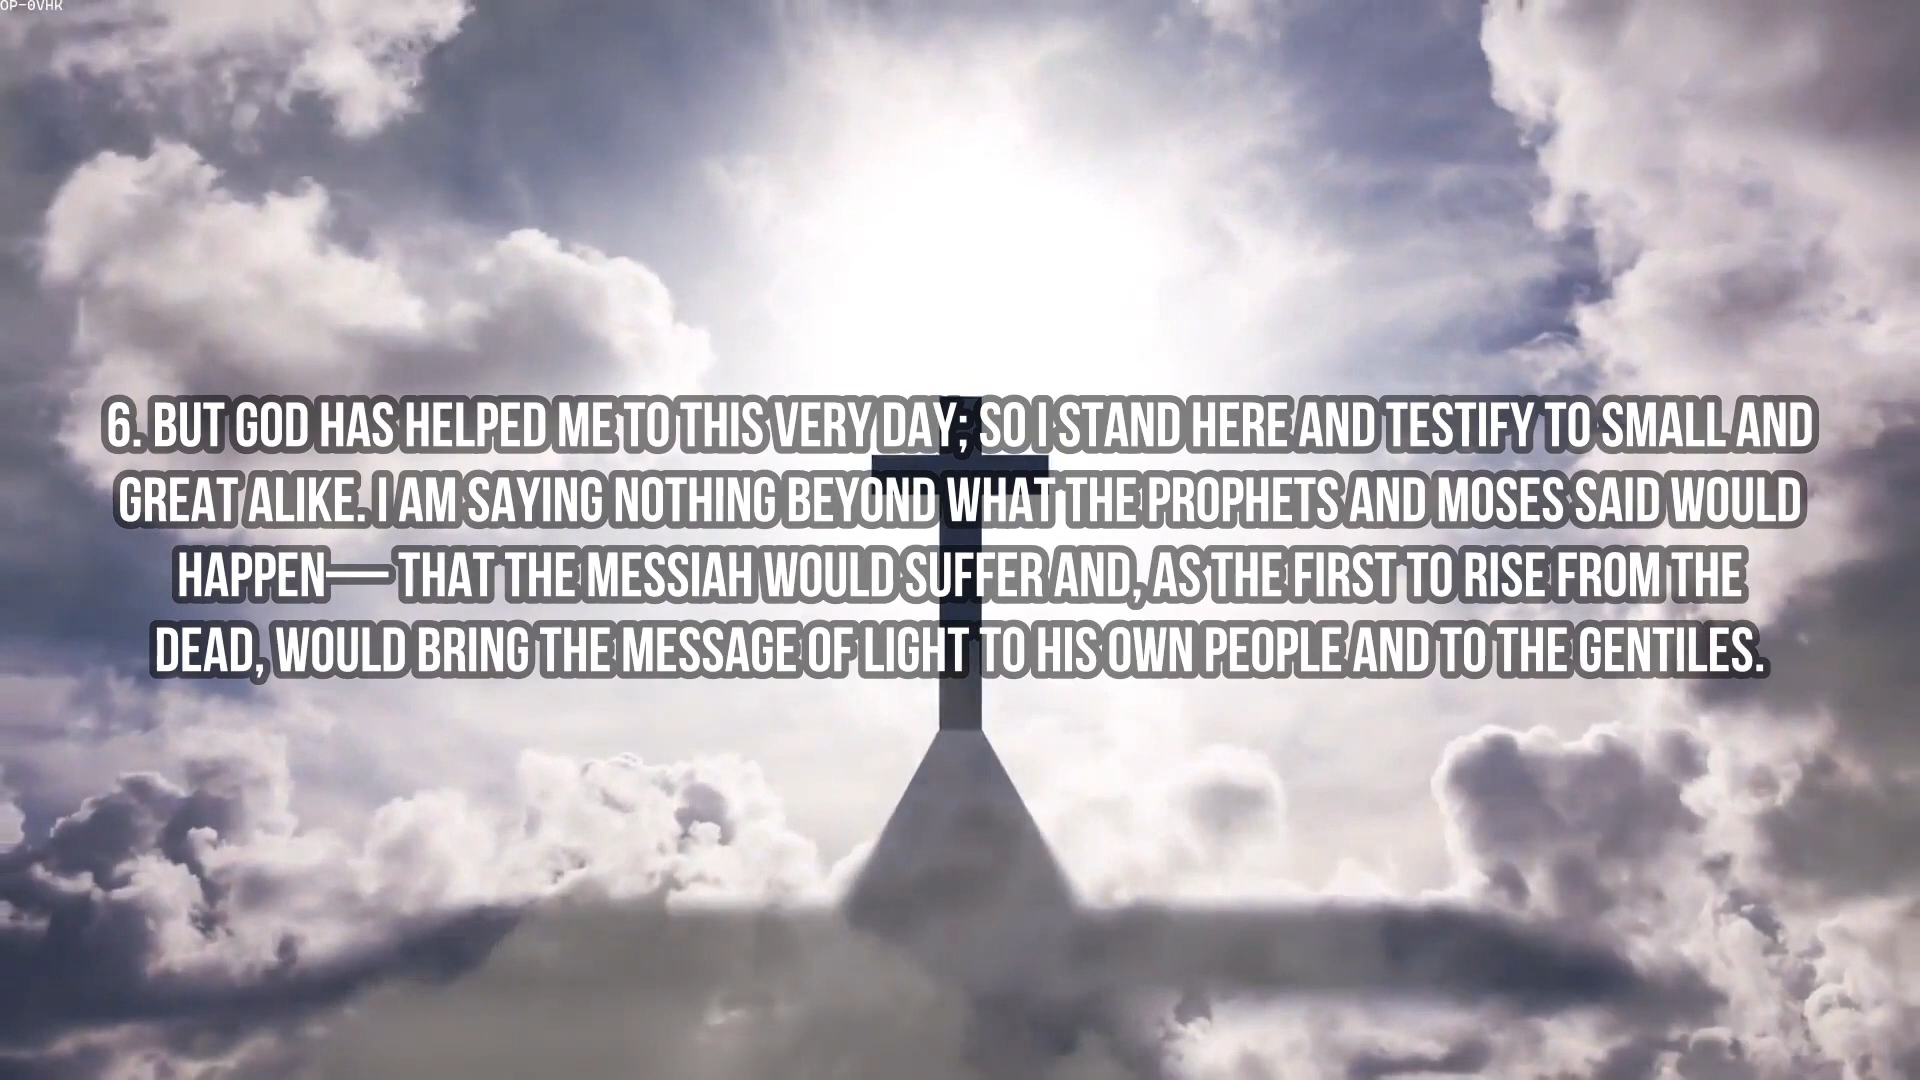 OP-0VHK
6. BUT GOD HAS HELPED ME TO THIS VERY DAY; SO I STAND HERE AND TESTIFY TO SMALL AND
GREAT ALIKE. I AM SAYING NOTHING BEYOND WHAT THE PROPHETS AND MOSES SAID WOULD
HAPPEN— THAT THE MESSIAH WOULD SUFFER AND, AS THE FIRST TO RISE FROM THE
DEAD, WOULD BRING THE MESSAGE OF LIGHT TO HIS OWN PEOPLE AND TO THE GENTILES.